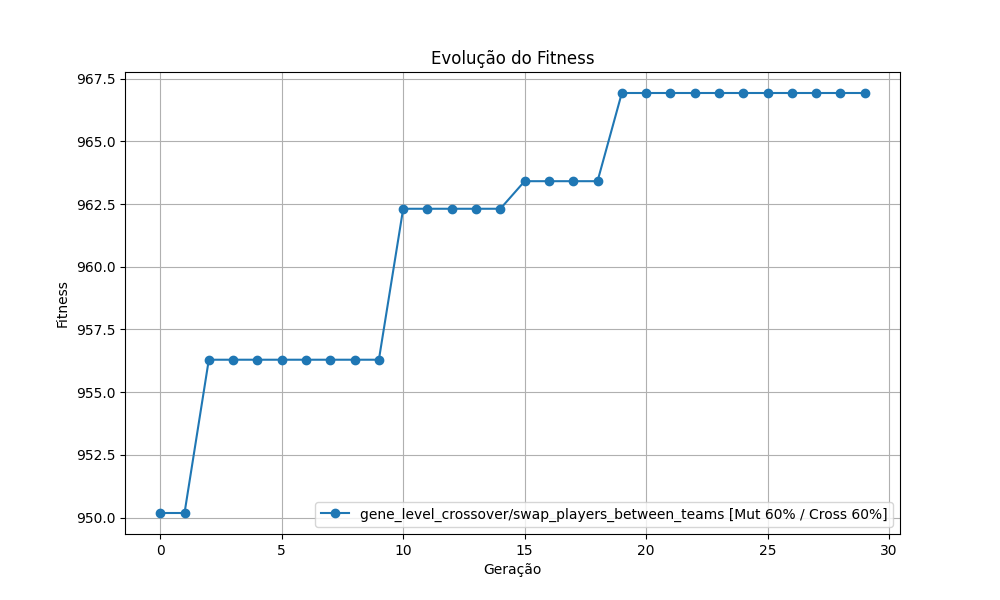 Evolução do Fitness
967.5
965.0
962.5
960.0
957.5
955.0
952.5
950.0
Fitness
gene_level_crossover/swap_players_between_teams [Mut 60% / Cross 60%]
0 5 10 15 20 25 30
Geração